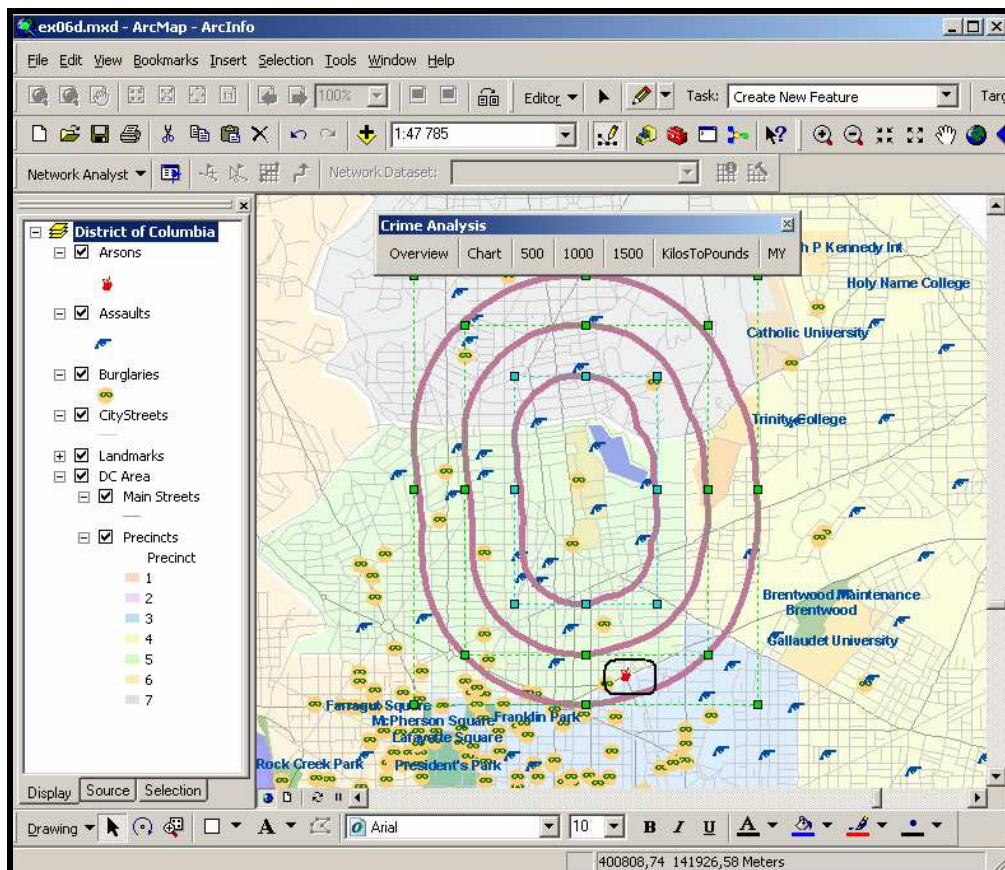 ex06d.mxd - ArcMap - ArcInfo
File Edit View Bookmarks Insert Selection Tools Window Help
100% Editor Task: Create New Feature Targ
1:47 785
Network Analyst Network Dataset:
District of Columbia
Arsons
Assaults
Burglaries
CityStreets
Landmarks
DC Area
Main Streets
Precincts
Precinct
1
2
3
4
5
6
7
Display Source Selection
Crime Analysis
Overview Chart 500 1000 1500 KilosToPounds MY
h P Kennedy Int
Holy Name College
Catholic University
Trinity College
Brentwood Maintenance
Brentwood
Gallaudet University
Farragut Square
McPherson Square Franklin Park
Lafayette Square
Rock Creek Park President's Park
Drawing A Arial 10 B I U A
400808,74 141926,58 Meters